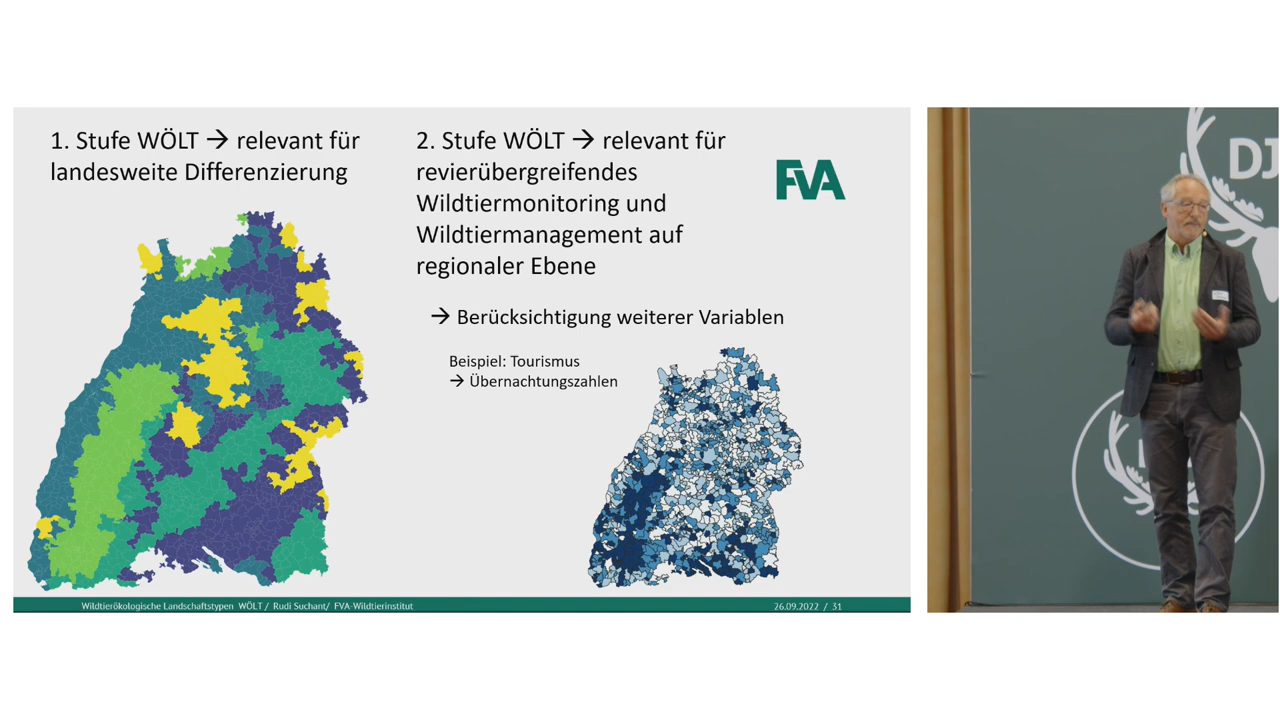 1. Stufe WÖLT → relevant für
landesweite Differenzierung
2. Stufe WÖLT → relevant für
revierübergreifendes
Wildtiermonitoring und
Wildtiermanagement auf
regionaler Ebene
FVA
→ Berücksichtigung weiterer Variablen
Beispiel: Tourismus
→ Übernachtungszahlen
Wildtierökologische Landschaftstypen WÖLT / Rudi Suchant/ FVA-Wildtierinstitut
26.09.2022 / 31
DJ